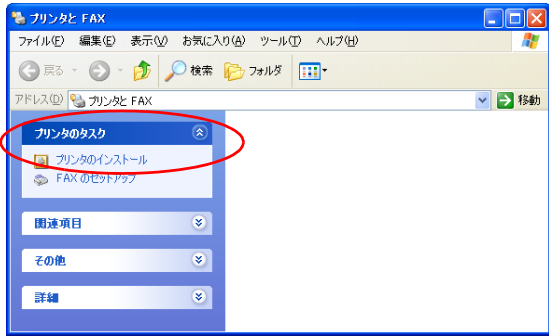 プリンタと FAX
ファイル(F) 編集(E) 表示(V) お気に入り(A) ツール(T) ヘルプ(H)
戻る 検索 フォルダ
アドレス(D) プリンタと FAX 移動
プリンタのタスク
プリンタのインストール
FAX のセットアップ
関連項目
その他
詳細